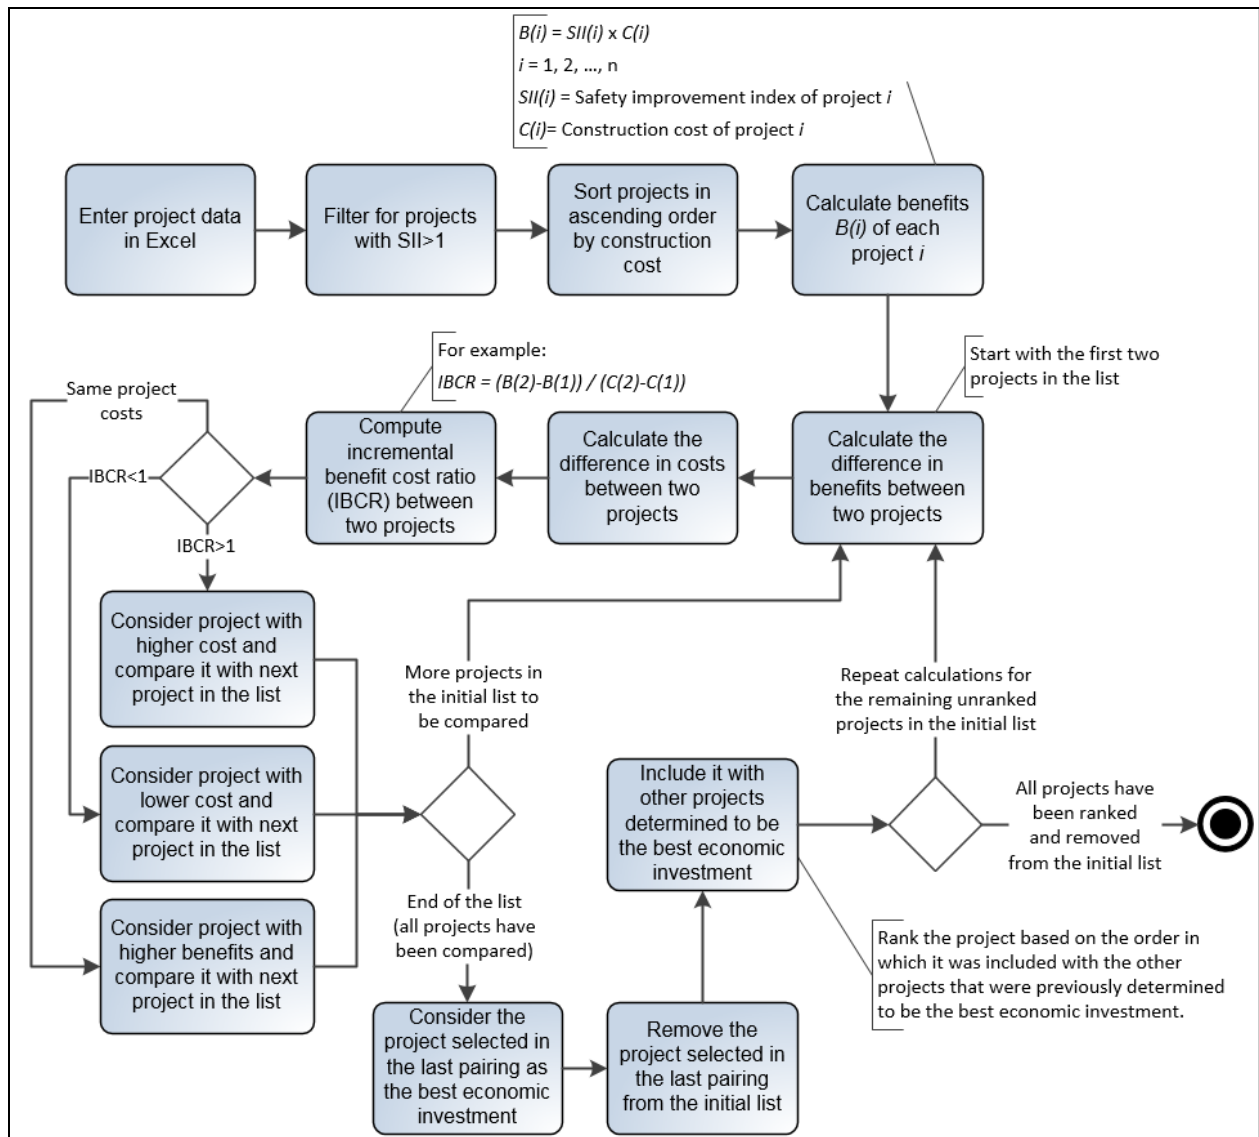 B(i) = SII(i) x C(i)
i = 1, 2, ..., n
SII(i) = Safety improvement index of project i
C(i)= Construction cost of project i
Enter project data
in Excel
Filter for projects
with SII>1
Sort projects in
ascending order
by construction
cost
Calculate benefits
B(i) of each
project i
For example:
IBCR = (B(2)-B(1)) / (C(2)-C(1))
Start with the first two
projects in the list
Same project
costs
IBCR<1
IBCR>1
Compute
incremental
benefit cost ratio
(IBCR) between
two projects
Calculate the
difference in costs
between two
projects
Calculate the
difference in
benefits between
two projects
Consider project with
higher cost and
compare it with next
project in the list
Consider project with
lower cost and
compare it with next
project in the list
Consider project with
higher benefits and
compare it with next
project in the list
More projects in
the initial list to
be compared
End of the list
(all projects have
been compared)
Consider the
project selected in
the last pairing as
the best economic
investment
Remove the
project selected in
the last pairing
from the initial list
Include it with
other projects
determined to be
the best economic
investment
Repeat calculations for
the remaining unranked
projects in the initial list
All projects have
been ranked
and removed
from the initial list
Rank the project based on the order in
which it was included with the other
projects that were previously determined
to be the best economic investment.